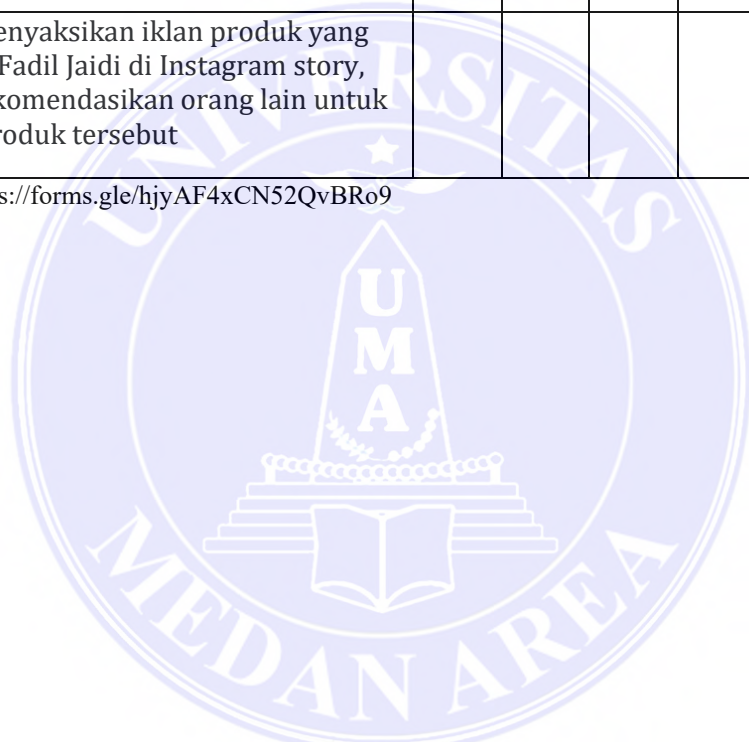 enyaksikan iklan produk yang
Fadil Jaidi di Instagram story,
komendasikan orang lain untuk
roduk tersebut
s://forms.gle/hjyAF4xCN52QvBRo9
UNIVERSITAS
U
M
A
MEDAN AREA